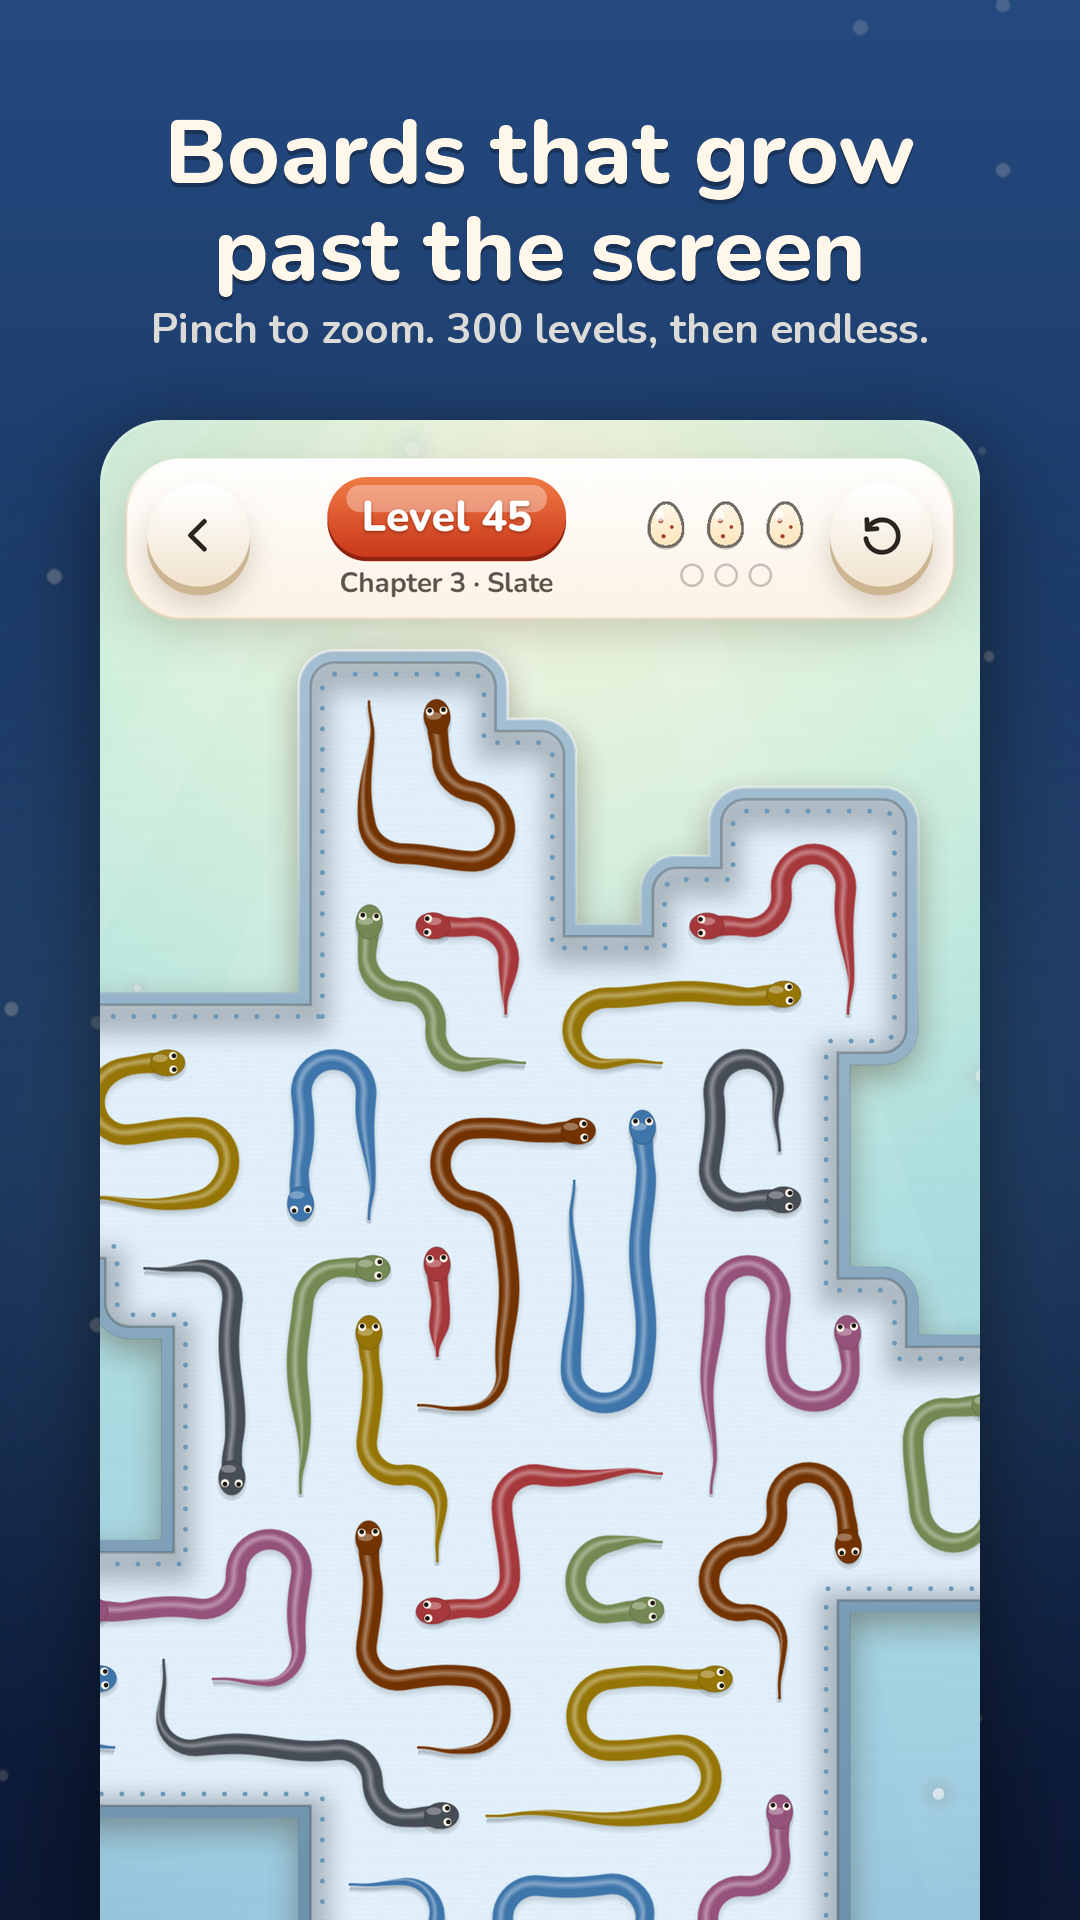 Boards that grow
past the screen
Pinch to zoom. 300 levels, then endless.
Level 45
Chapter 3 · Slate